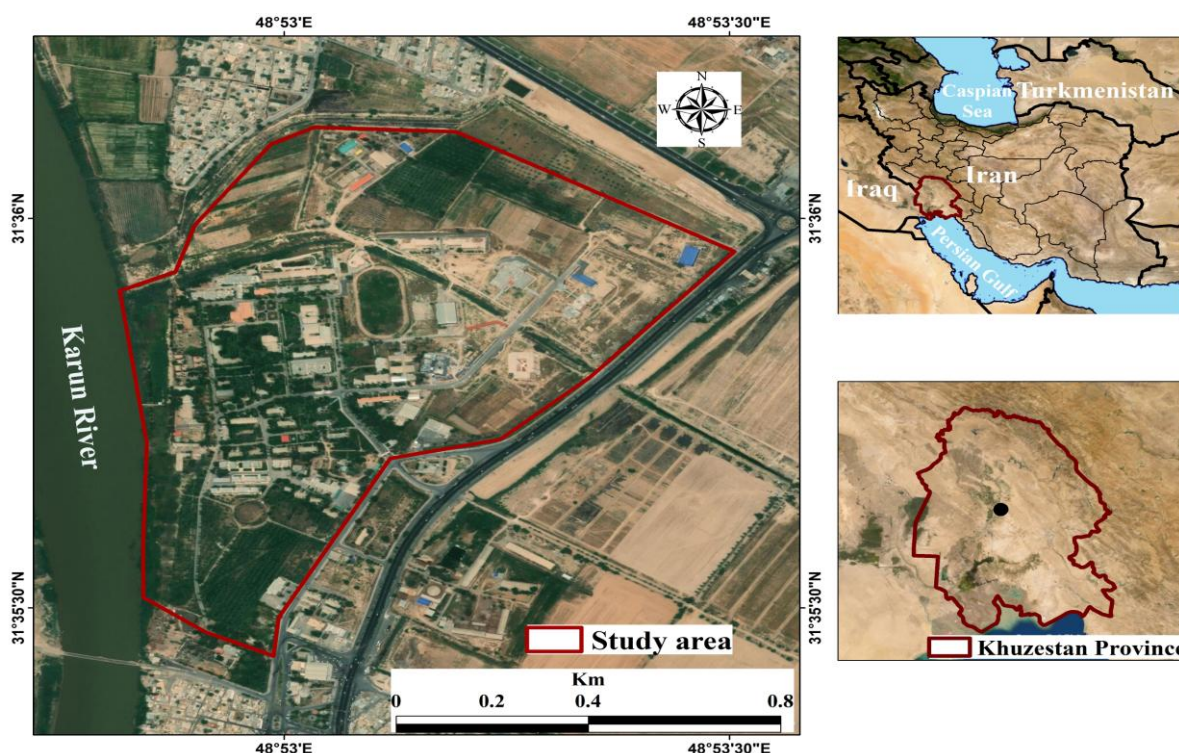 48°53'E
48°53'30"E
N
W
E
S
31°36'N
31°36'N
Karun River
31°35'30"N
31°35'30"N
Study area
Km
0
0.2
0.4
0.8
48°53'E
48°53'30"E
Caspian
Sea
Turkmenistan
Iraq
Iran
Persian Gulf
Khuzestan Province